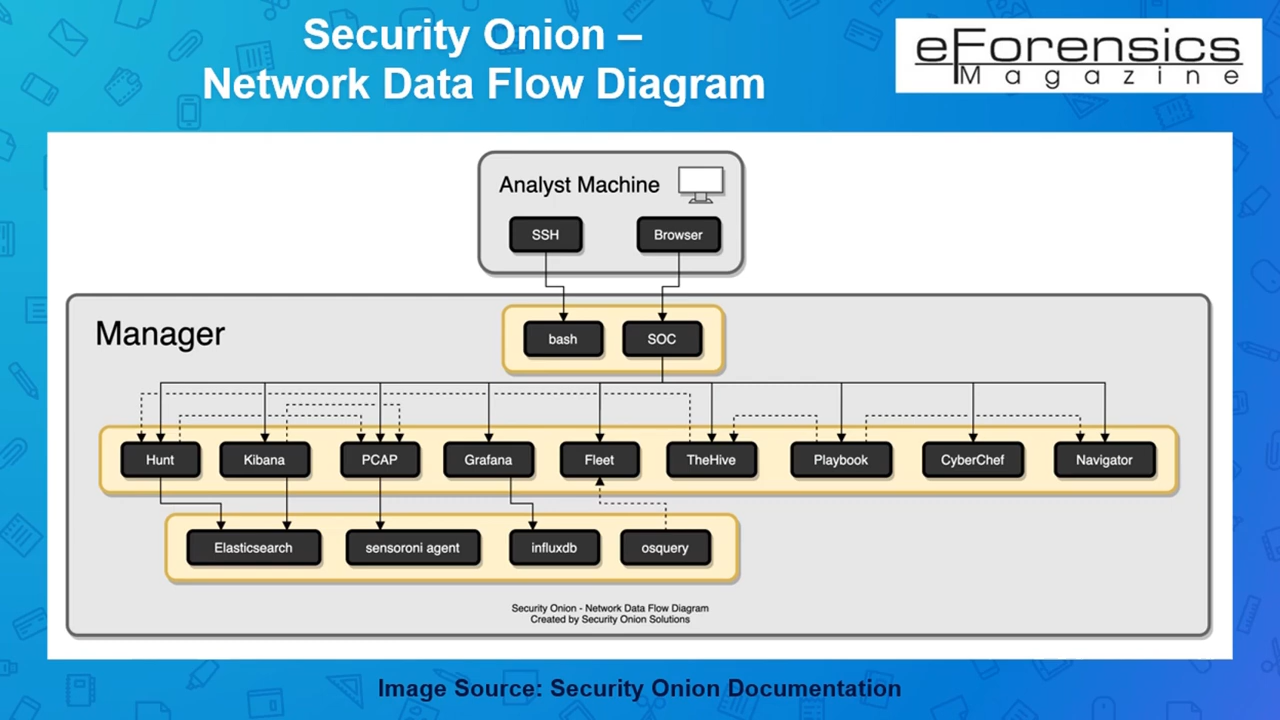 Security Onion –
Network Data Flow Diagram
eForensics
Magazine
Analyst Machine
SSH
Browser
Manager
bash
SOC
Hunt
Kibana
PCAP
Grafana
Fleet
TheHive
Playbook
CyberChef
Navigator
Elasticsearch
sensoroni agent
influxdb
osquery
Security Onion - Network Data Flow Diagram
Created by Security Onion Solutions
Image Source: Security Onion Documentation